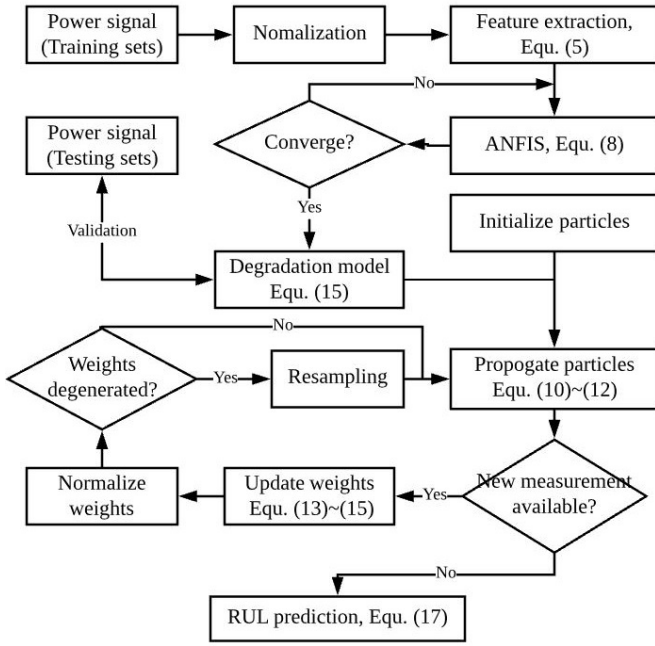 Power signal
(Training sets)
Nomalization
Feature extraction,
Equ. (5)
No
Power signal
(Testing sets)
Converge?
ANFIS, Equ. (8)
Yes
Validation
Initialize particles
Degradation model
Equ. (15)
No
Weights
degenerated?
Yes
Resampling
Propogate particles
Equ. (10)~(12)
Normalize
weights
Update weights
Equ. (13)~(15)
Yes
New measurement
available?
No
RUL prediction, Equ. (17)